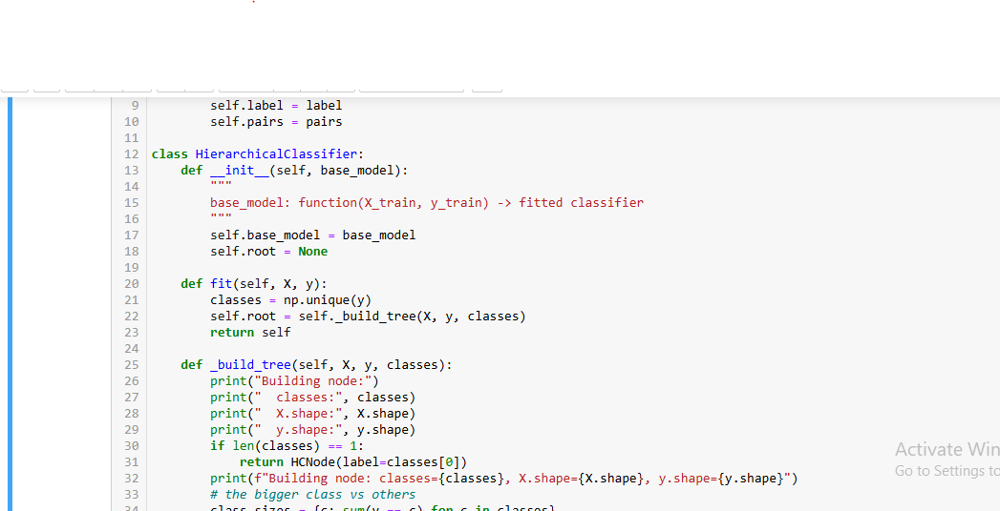 9 self.label = label
10 self.pairs = pairs
11
12 class HierarchicalClassifier:
13 def __init__(self, base_model):
14 """
15 base_model: function(X_train, y_train) -> fitted classifier
16 """
17 self.base_model = base_model
18 self.root = None
19
20 def fit(self, X, y):
21 classes = np.unique(y)
22 self.root = self._build_tree(X, y, classes)
23 return self
24
25 def _build_tree(self, X, y, classes):
26 print("Building node:")
27 print("  classes:", classes)
28 print("  X.shape:", X.shape)
29 print("  y.shape:", y.shape)
30 if len(classes) == 1:
31 return HCNode(label=classes[0])
32 print(f"Building node: classes={classes}, X.shape={X.shape}, y.shape={y.shape}")
33 # the bigger class vs others
34 class_sizes = {c: sum(y == c) for c in classes}
Activate Win
Go to Settings to